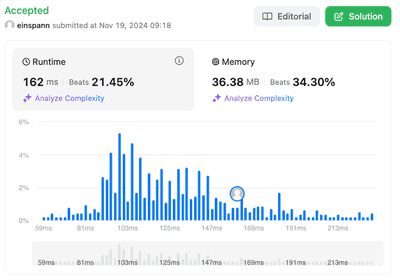 Accepted
einspann submitted at Nov 19, 2024 09:18
Editorial
Solution
Runtime
162 ms | Beats 21.45%
Analyze Complexity
Memory
36.38 MB | Beats 34.30%
Analyze Complexity
6%
4%
2%
0%
59ms 81ms 103ms 125ms 147ms 169ms 191ms 213ms
59ms 81ms 103ms 125ms 147ms 169ms 191ms 213ms